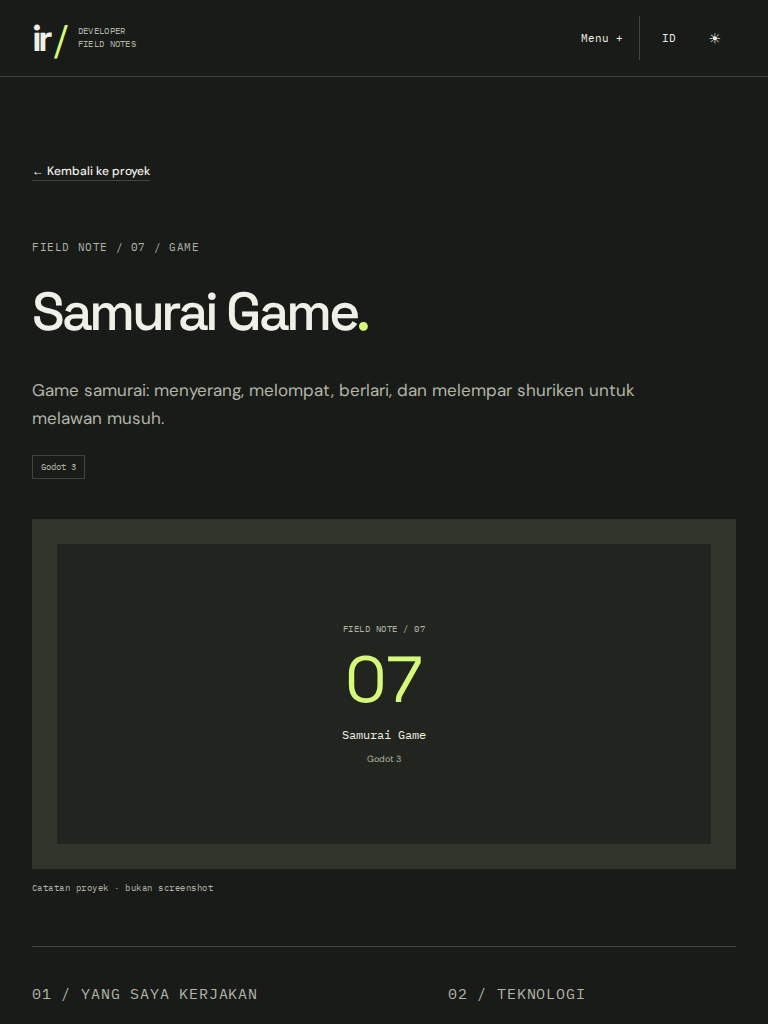 ir/
DEVELOPER
FIELD NOTES
Menu +
ID
← Kembali ke proyek
FIELD NOTE / 07 / GAME
Samurai Game.
Game samurai: menyerang, melompat, berlari, dan melempar shuriken untuk
melawan musuh.
Godot 3
FIELD NOTE / 07
07
Samurai Game
Godot 3
Catatan proyek · bukan screenshot
01 / YANG SAYA KERJAKAN
02 / TEKNOLOGI